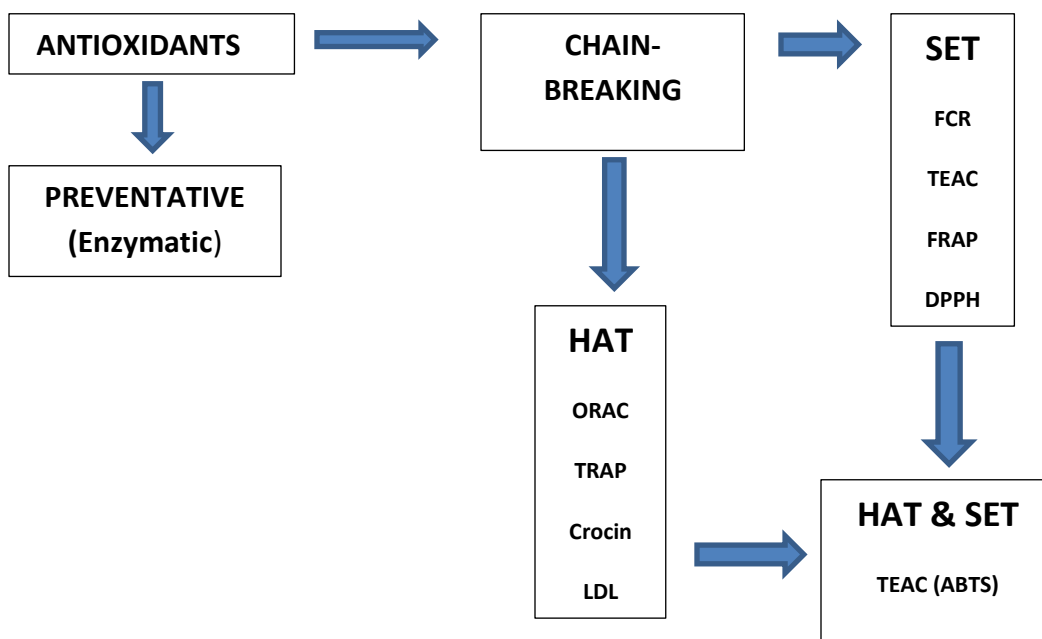 ANTIOXIDANTS
CHAIN-
BREAKING
SET
FCR
TEAC
FRAP
DPPH
PREVENTATIVE
(Enzymatic)
HAT
ORAC
TRAP
Crocin
LDL
HAT & SET
TEAC (ABTS)